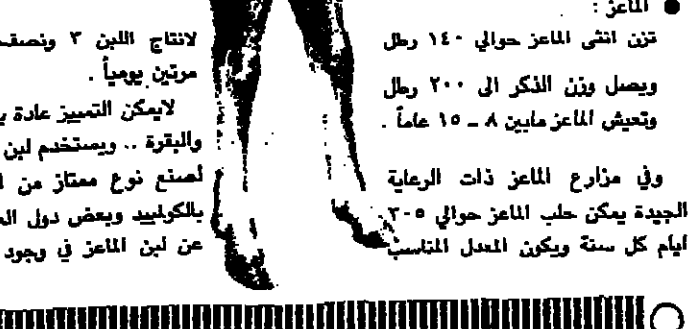 ● الماعز :
تزن انثى الماعز حوالي ١٤٠ رطل
ويصل وزن الذكر الى ٢٠٠ رطل
وتعيش الماعز مابين ٨ ــ ١٥ عاماً .
وفي مزارع الماعز ذات الرعاية
الجيدة يمكن حلب الماعز حوالي ٣٠٥
ايام كل سنة ويكون المعدل المناسب
لانتاج اللبن ٣ ونصف
مرتين يومياً .
لايمكن التمييز عادة
والبقرة .. ويستخدم لبن
لصنع نوع ممتاز من
بالكولبيد وبعض دول
عن لبن الماعز في وجود